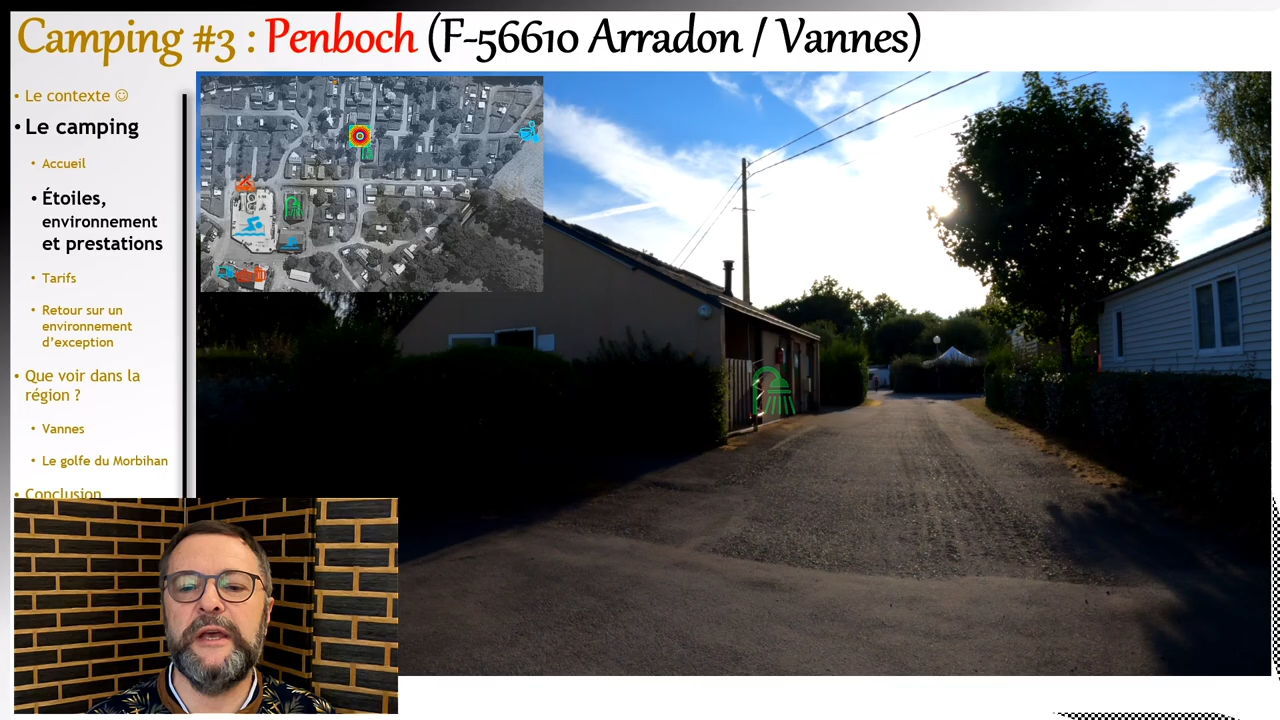 Camping #3 : Penboch (F-56610 Arradon / Vannes)
• Le contexte ☺
• Le camping
• Accueil
• Étoiles,
environnement
et prestations
• Tarifs
• Retour sur un
environnement
d’exception
• Que voir dans la
région ?
• Vannes
• Le golfe du Morbihan
• Conclusion